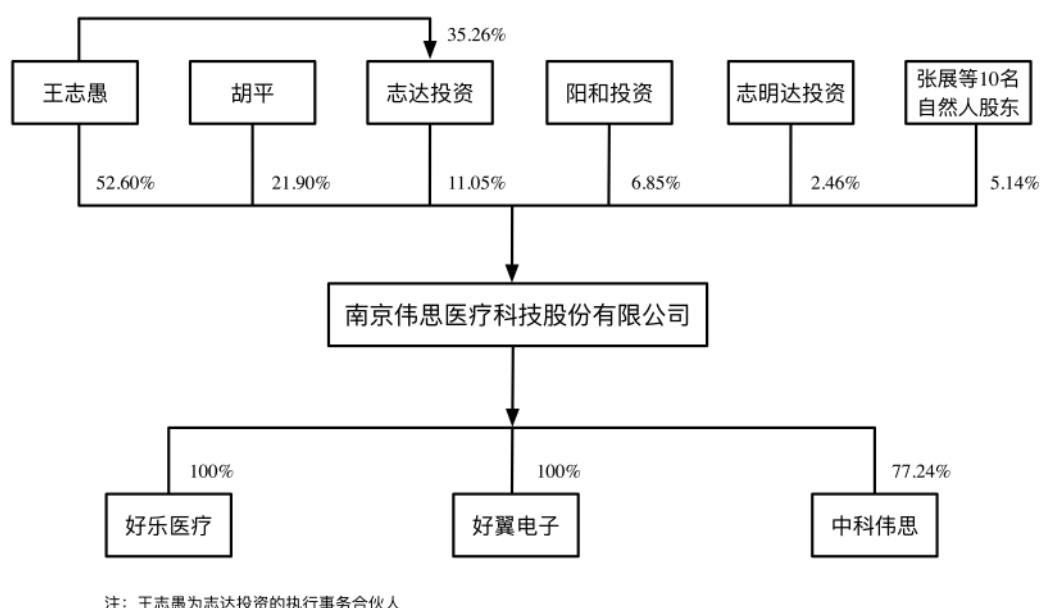 35.26%
王志愚
胡平
志达投资
阳和投资
志明达投资
张展等10名
自然人股东
52.60%
21.90%
11.05%
6.85%
2.46%
5.14%
南京伟思医疗科技股份有限公司
100%
100%
77.24%
好乐医疗
好翼电子
中科伟思
注：王志愚为志达投资的执行事务合伙人